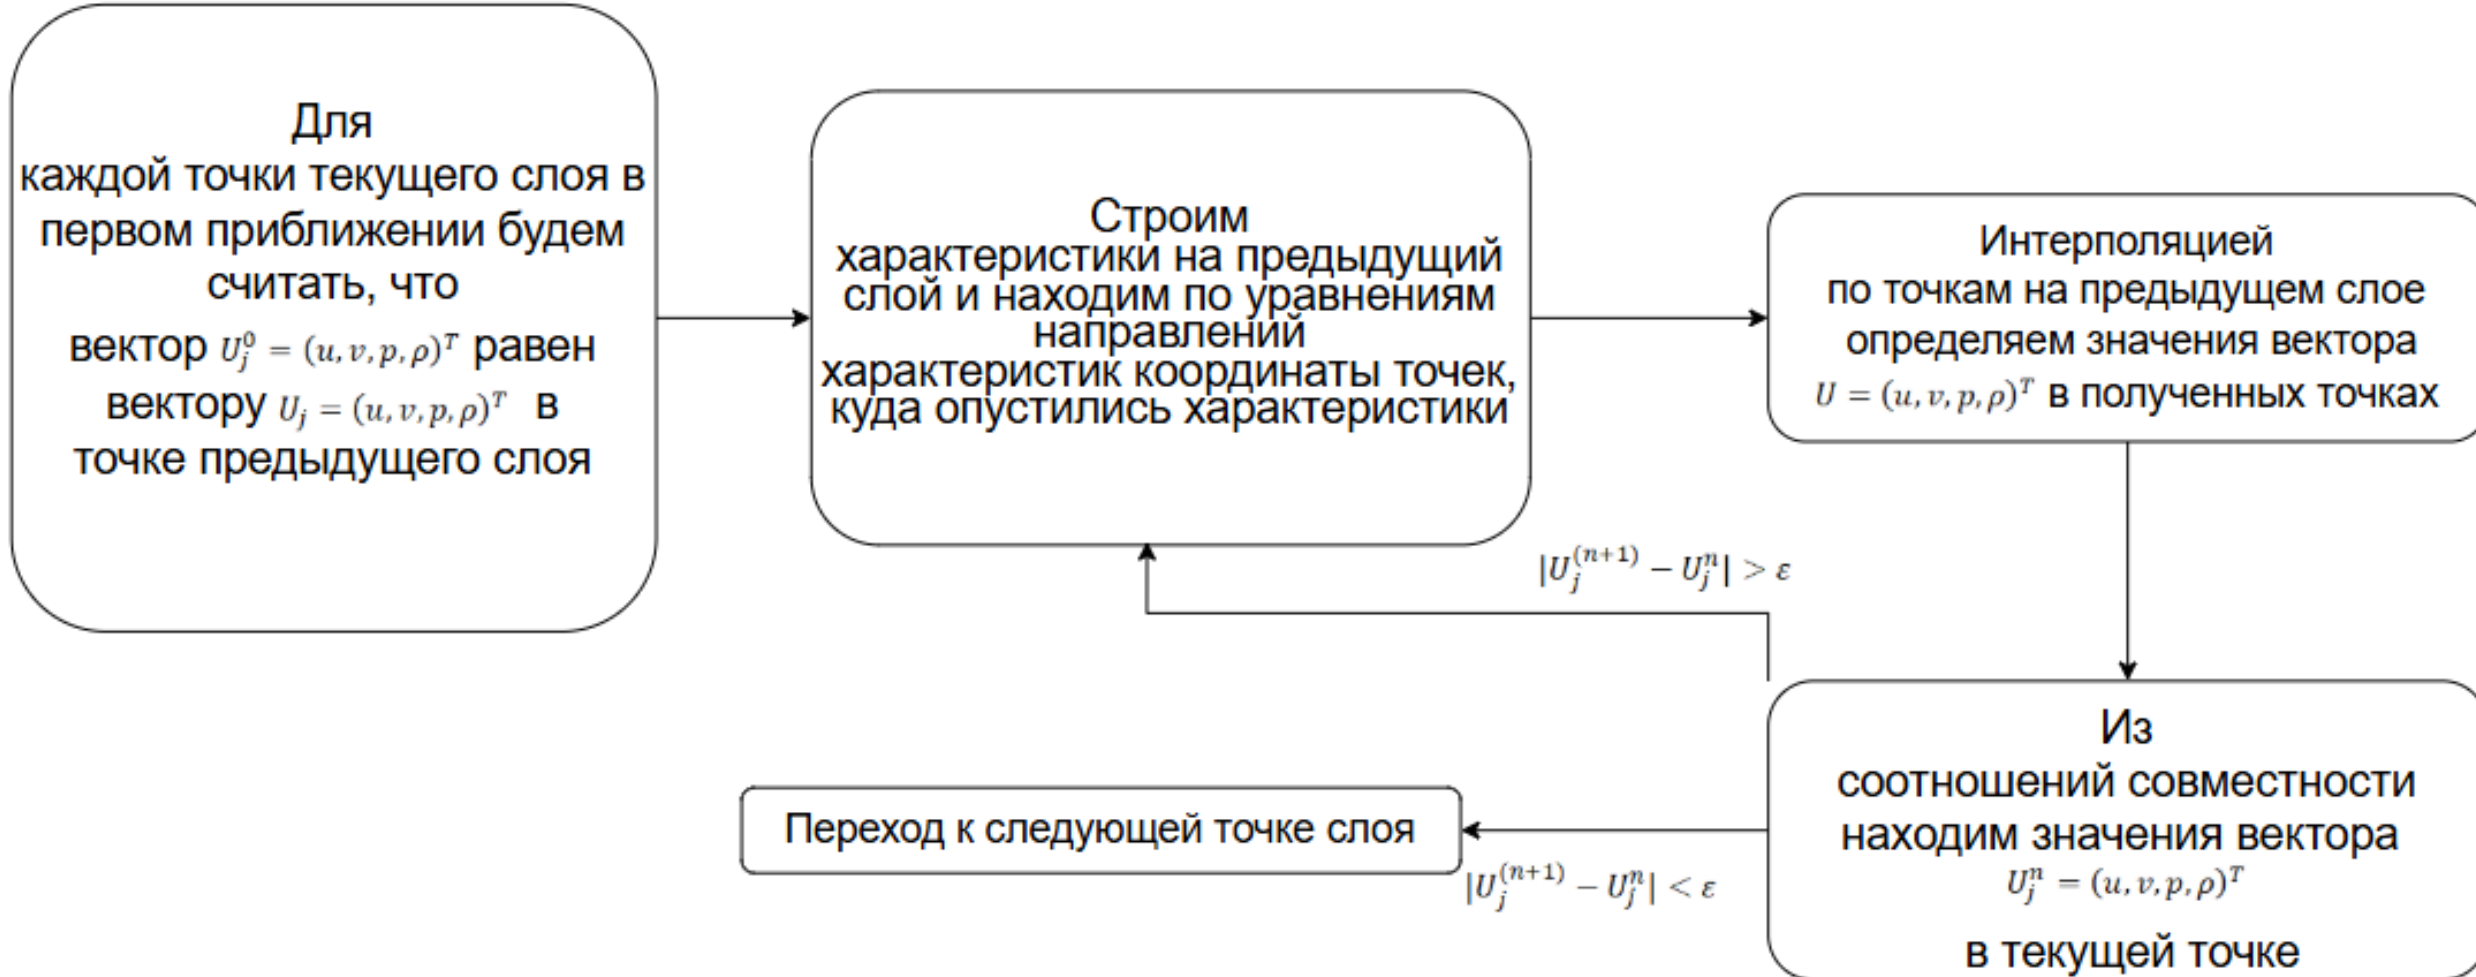 Для
каждой точки текущего слоя в
первом приближении будем
считать, что
вектор U_j^0 = (u, v, p, ρ)^T равен
вектору U_j = (u, v, p, ρ)^T в
точке предыдущего слоя
Строим
характеристики на предыдущий
слой и находим по уравнениям
направлений
характеристик координаты точек,
куда опустились характеристики
Интерполяцией
по точкам на предыдущем слое
определяем значения вектора
U = (u, v, p, ρ)^T в полученных точках
|U_j^{(n+1)} − U_j^n| > ε
Из
соотношений совместности
находим значения вектора
U_j^n = (u, v, p, ρ)^T
в текущей точке
Переход к следующей точке слоя
|U_j^{(n+1)} − U_j^n| < ε